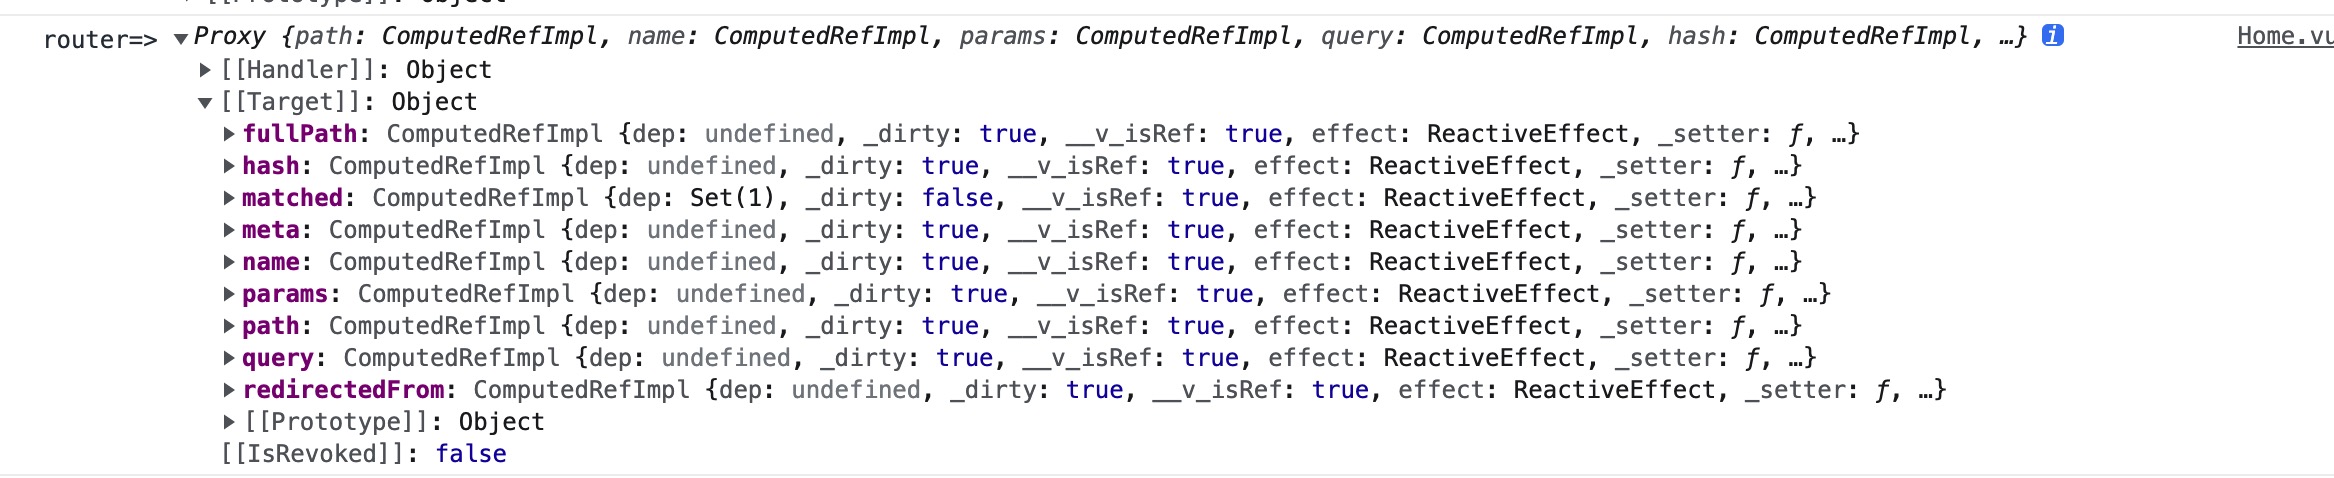 [[Prototype]]: Object
router=> ▼Proxy {path: ComputedRefImpl, name: ComputedRefImpl, params: ComputedRefImpl, query: ComputedRefImpl, hash: ComputedRefImpl, …} i Home.vu
▶[[Handler]]: Object
▼[[Target]]: Object
▶fullPath: ComputedRefImpl {dep: undefined, _dirty: true, __v_isRef: true, effect: ReactiveEffect, _setter: ƒ, …}
▶hash: ComputedRefImpl {dep: undefined, _dirty: true, __v_isRef: true, effect: ReactiveEffect, _setter: ƒ, …}
▶matched: ComputedRefImpl {dep: Set(1), _dirty: false, __v_isRef: true, effect: ReactiveEffect, _setter: ƒ, …}
▶meta: ComputedRefImpl {dep: undefined, _dirty: true, __v_isRef: true, effect: ReactiveEffect, _setter: ƒ, …}
▶name: ComputedRefImpl {dep: undefined, _dirty: true, __v_isRef: true, effect: ReactiveEffect, _setter: ƒ, …}
▶params: ComputedRefImpl {dep: undefined, _dirty: true, __v_isRef: true, effect: ReactiveEffect, _setter: ƒ, …}
▶path: ComputedRefImpl {dep: undefined, _dirty: true, __v_isRef: true, effect: ReactiveEffect, _setter: ƒ, …}
▶query: ComputedRefImpl {dep: undefined, _dirty: true, __v_isRef: true, effect: ReactiveEffect, _setter: ƒ, …}
▶redirectedFrom: ComputedRefImpl {dep: undefined, _dirty: true, __v_isRef: true, effect: ReactiveEffect, _setter: ƒ, …}
▶[[Prototype]]: Object
[[IsRevoked]]: false